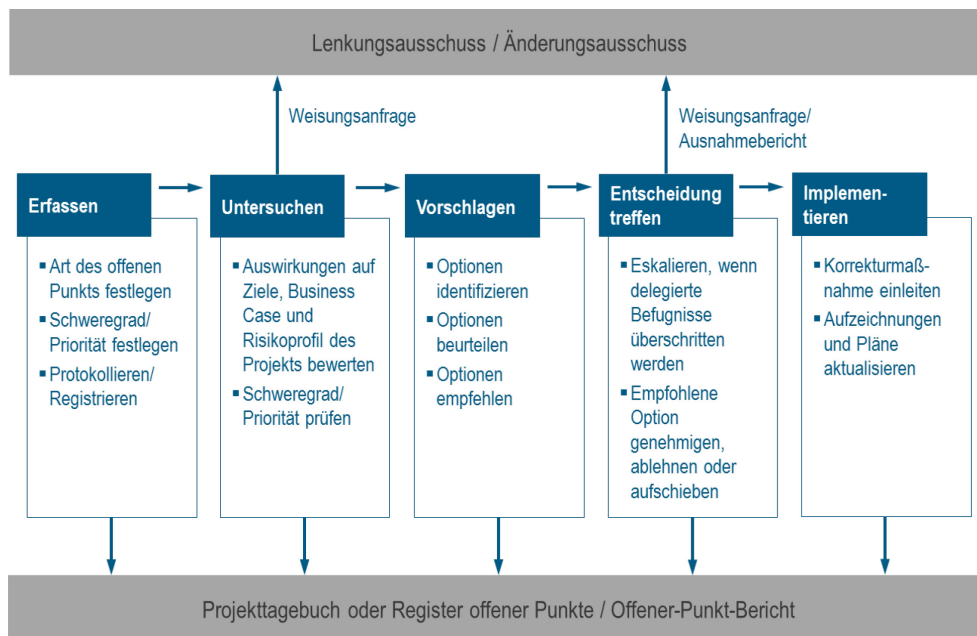 Lenkungsausschuss / Änderungsausschuss
Weisungsanfrage
Weisungsanfrage/
Ausnahmebericht
Erfassen
▪ Art des offenen
Punkts festlegen
▪ Schweregrad/
Priorität festlegen
▪ Protokollieren/
Registrieren
Untersuchen
▪ Auswirkungen auf
Ziele, Business
Case und
Risikoprofil des
Projekts bewerten
▪ Schweregrad/
Priorität prüfen
Vorschlagen
▪ Optionen
identifizieren
▪ Optionen
beurteilen
▪ Optionen
empfehlen
Entscheidung
treffen
▪ Eskalieren, wenn
delegierte
Befugnisse
überschritten
werden
▪ Empfohlene
Option
genehmigen,
ablehnen oder
aufschieben
Implemen-
tieren
▪ Korrekturmaß-
nahme einleiten
▪ Aufzeichnungen
und Pläne
aktualisieren
Projekttagebuch oder Register offener Punkte / Offener-Punkt-Bericht